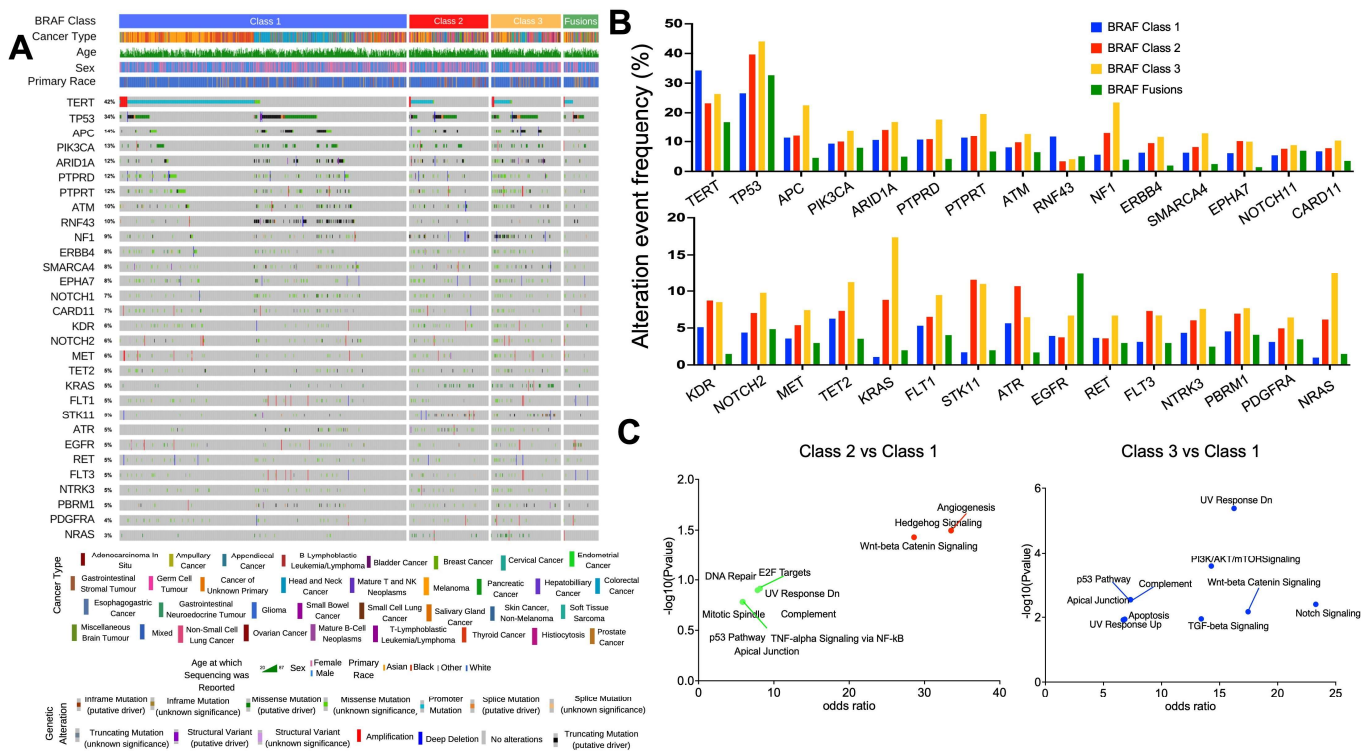 A
BRAF Class
Class 1
Class 2
Class 3
Fusions
Cancer Type
Age
Sex
Primary Race
TERT 42%
TP53 34%
APC 14%
PIK3CA 13%
ARID1A 12%
PTPRD 12%
PTPRT 12%
ATM 10%
RNF43 10%
NF1 9%
ERBB4 8%
SMARCA4 8%
EPHA7 8%
NOTCH1 7%
CARD11 7%
KDR 6%
NOTCH2 6%
MET 6%
TET2 5%
KRAS 5%
FLT1 5%
STK11
ATR 5%
EGFR 5%
RET 5%
FLT3 5%
NTRK3 5%
PBRM1 5%
PDGFRA 4%
NRAS 3%
Cancer Type
Adenocarcinoma In Situ
Ampullary Cancer
Appendiceal Cancer
B Lymphoblastic Leukemia/Lymphoma
Bladder Cancer
Breast Cancer
Cervical Cancer
Endometrial Cancer
Gastrointestinal Stromal Tumour
Germ Cell Tumour
Cancer of Unknown Primary
Head and Neck Cancer
Mature T and NK Neoplasms
Melanoma
Pancreatic Cancer
Hepatobilliary Cancer
Colorectal Cancer
Esophagogastric Cancer
Gastrointestinal Neuroedocrine Tumour
Glioma
Small Bowel Cancer
Small Cell Lung Cancer
Salivary Gland Cancer
Skin Cancer, Non-Melanoma
Soft Tissue Sarcoma
Miscellaneous Brain Tumour
Mixed
Non-Small Cell Lung Cancer
Ovarian Cancer
Mature B-Cell Neoplasms
T-Lymphoblastic Leukemia/Lymphoma
Thyroid Cancer
Histiocytosis
Prostate Cancer
Age at which Sequencing was Reported
20 87
Sex
Female
Male
Primary Race
Asian
Black
Other
White
Genetic Alteration
Inframe Mutation (putative driver)
Inframe Mutation (unknown significance)
Missense Mutation (putative driver)
Missense Mutation (unknown significance,
Promoter Mutation
Splice Mutation (putative driver)
Splice Mutation (unknown significance)
Truncating Mutation (unknown significance)
Structural Variant (putative driver)
Structural Variant (unknown significance)
Amplification
Deep Deletion
No alterations
Truncating Mutation (putative driver)
B
Alteration event frequency (%)
50
40
30
20
10
0
BRAF Class 1
BRAF Class 2
BRAF Class 3
BRAF Fusions
TERT
TP53
APC
PIK3CA
ARID1A
PTPRD
PTPRT
ATM
RNF43
NF1
ERBB4
SMARCA4
EPHA7
NOTCH11
CARD11
20
15
10
5
0
KDR
NOTCH2
MET
TET2
KRAS
FLT1
STK11
ATR
EGFR
RET
FLT3
NTRK3
PBRM1
PDGFRA
NRAS
C
Class 2 vs Class 1
-log10(Pvalue)
2.0
1.5
1.0
0.5
0.0
Angiogenesis
Hedgehog Signaling
Wnt-beta Catenin Signaling
DNA Repair
E2F Targets
UV Response Dn
Mitotic Spindle
Complement
p53 Pathway
TNF-alpha Signaling via NF-kB
Apical Junction
0
10
20
30
40
odds ratio
Class 3 vs Class 1
-log10(Pvalue)
6
4
2
0
UV Response Dn
PI3K/AKT/mTORSignaling
p53 Pathway
Complement
Wnt-beta Catenin Signaling
Apical Junction
Apoptosis
Notch Signaling
UV Response Up
TGF-beta Signaling
0
5
10
15
20
25
odds ratio